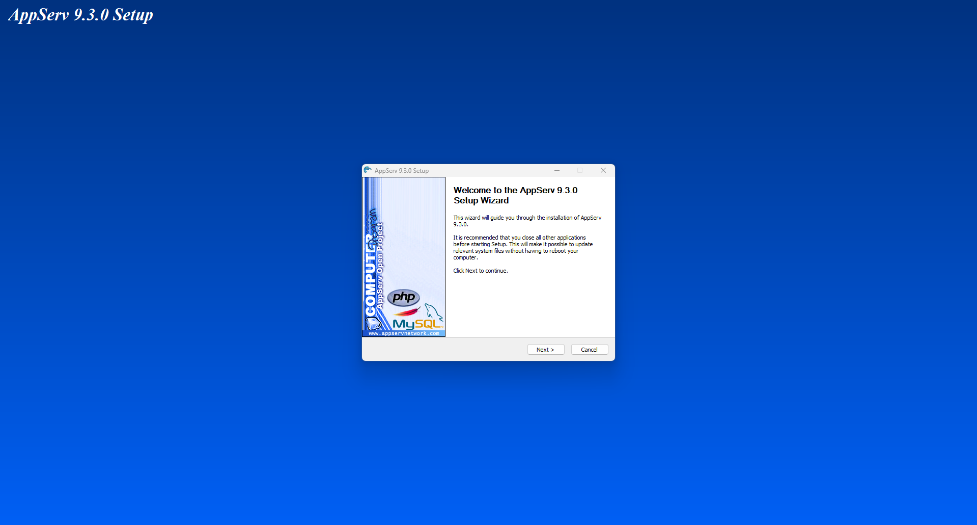 AppServ 9.3.0 Setup
AppServ 9.3.0 Setup
Welcome to the AppServ 9.3.0
Setup Wizard
This wizard will guide you through the installation of AppServ
9.3.0.
It is recommended that you close all other applications
before starting Setup. This will make it possible to update
relevant system files without having to reboot your
computer.
Click Next to continue.
COMPUTER
program
AppServ Open Project
php
MySQL
www.appservnetwork.com
Next >
Cancel